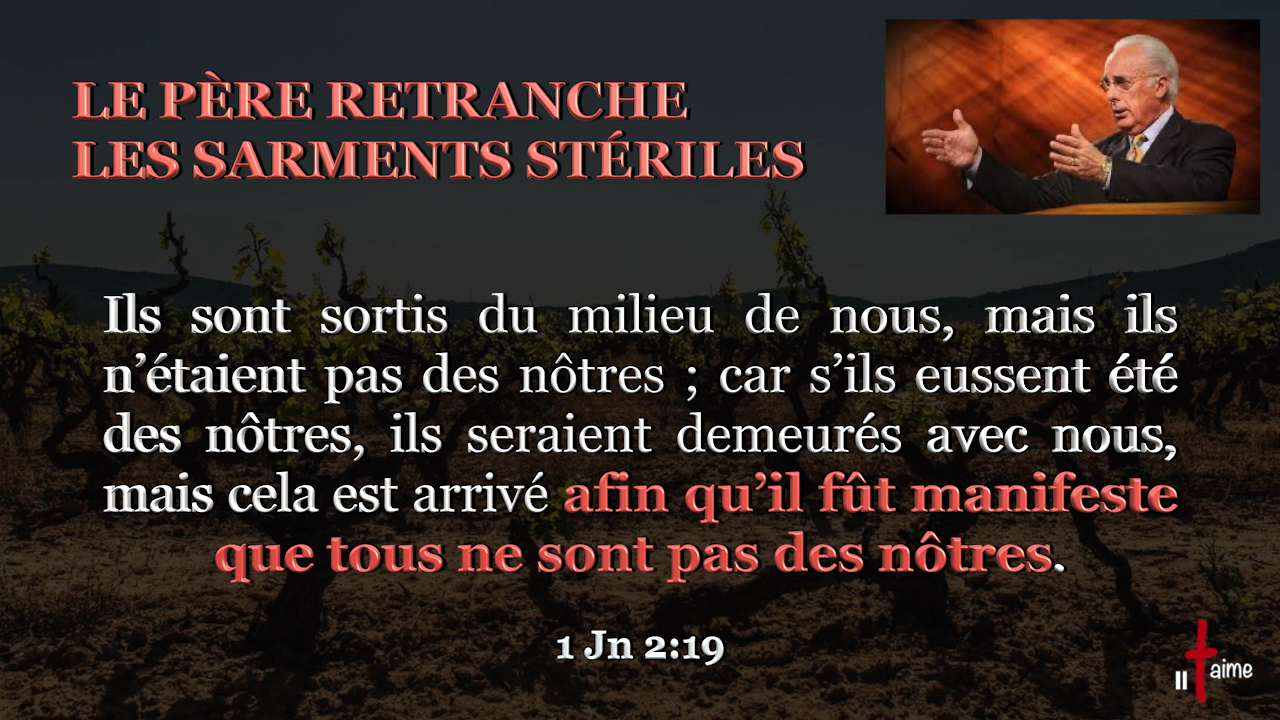 LE PÈRE RETRANCHE
LES SARMENTS STÉRILES
Ils sont sortis du milieu de nous, mais ils
n’étaient pas des nôtres ; car s’ils eussent été
des nôtres, ils seraient demeurés avec nous,
mais cela est arrivé afin qu’il fût manifeste
que tous ne sont pas des nôtres.
1 Jn 2:19
Il t aime